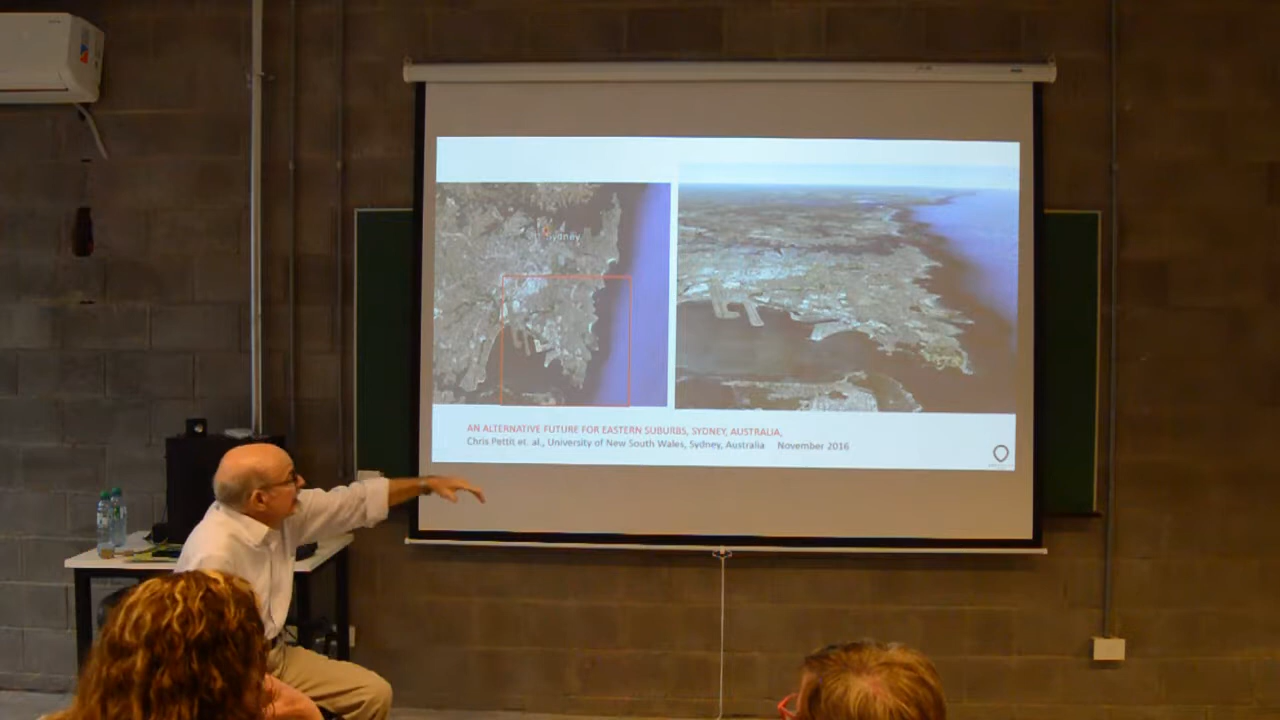 Sydney
AN ALTERNATIVE FUTURE FOR EASTERN SUBURBS, SYDNEY, AUSTRALIA,
Chris Pettit et. al., University of New South Wales, Sydney, Australia November 2016